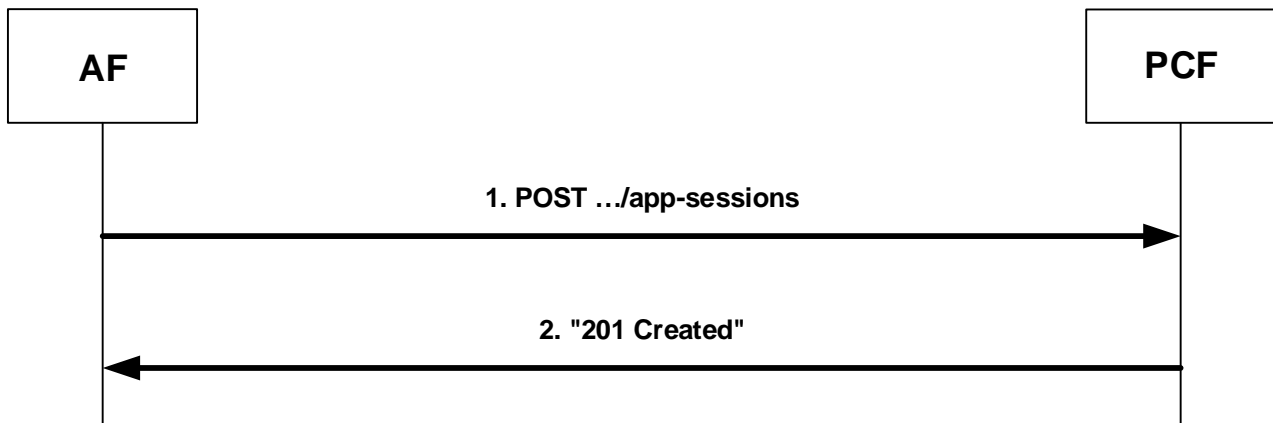 AF
PCF
1. POST …/app-sessions
2. "201 Created"